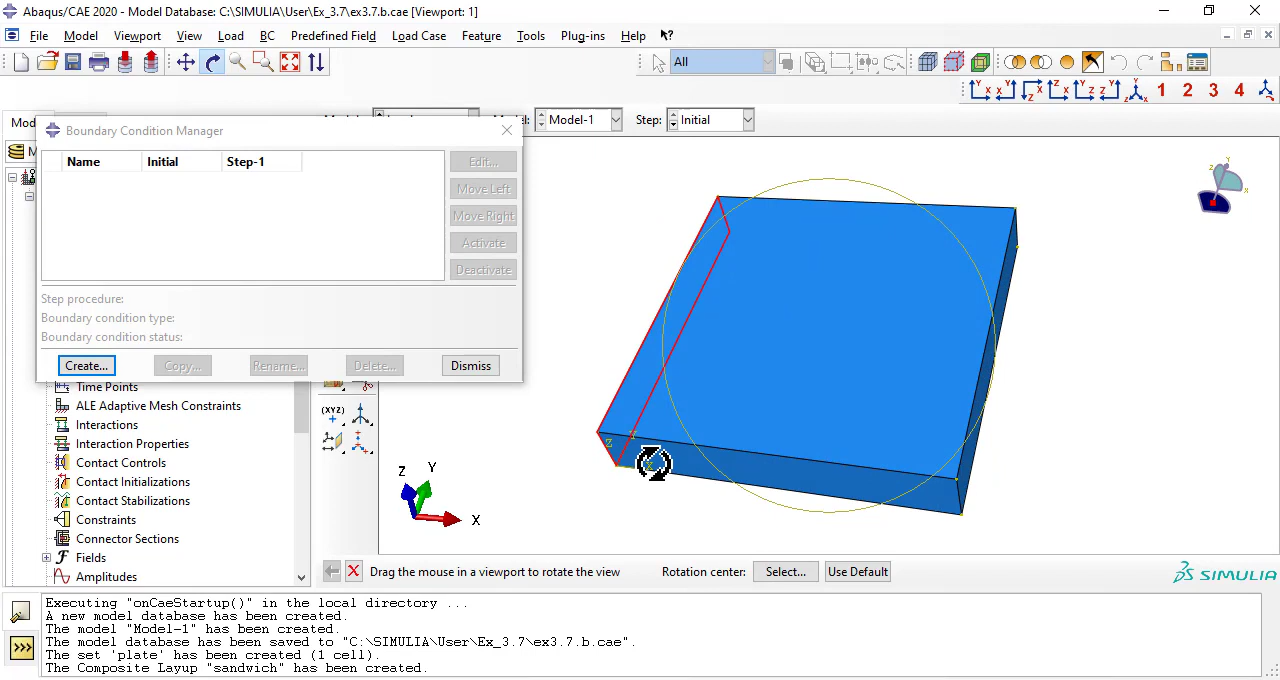 Abaqus/CAE 2020 - Model Database: C:\SIMULIA\User\Ex_3.7\ex3.7.b.cae [Viewport: 1]
File Model Viewport View Load BC Predefined Field Load Case Feature Tools Plug-ins Help
All
1 2 3 4
Model-1 Step: Initial
Boundary Condition Manager
Name Initial Step-1
Edit...
Move Left
Move Right
Activate
Deactivate
Step procedure:
Boundary condition type:
Boundary condition status:
Create... Copy... Rename... Delete... Dismiss
Time Points
ALE Adaptive Mesh Constraints
Interactions
Interaction Properties
Contact Controls
Contact Initializations
Contact Stabilizations
Constraints
Connector Sections
Fields
Amplitudes
(XYZ)
Z Y X
Drag the mouse in a viewport to rotate the view Rotation center: Select... Use Default
SIMULIA
Executing "onCaeStartup()" in the local directory ...
A new model database has been created.
The model "Model-1" has been created.
The model database has been saved to "C:\SIMULIA\User\Ex_3.7\ex3.7.b.cae".
The set 'plate' has been created (1 cell).
The Composite Layup "sandwich" has been created.